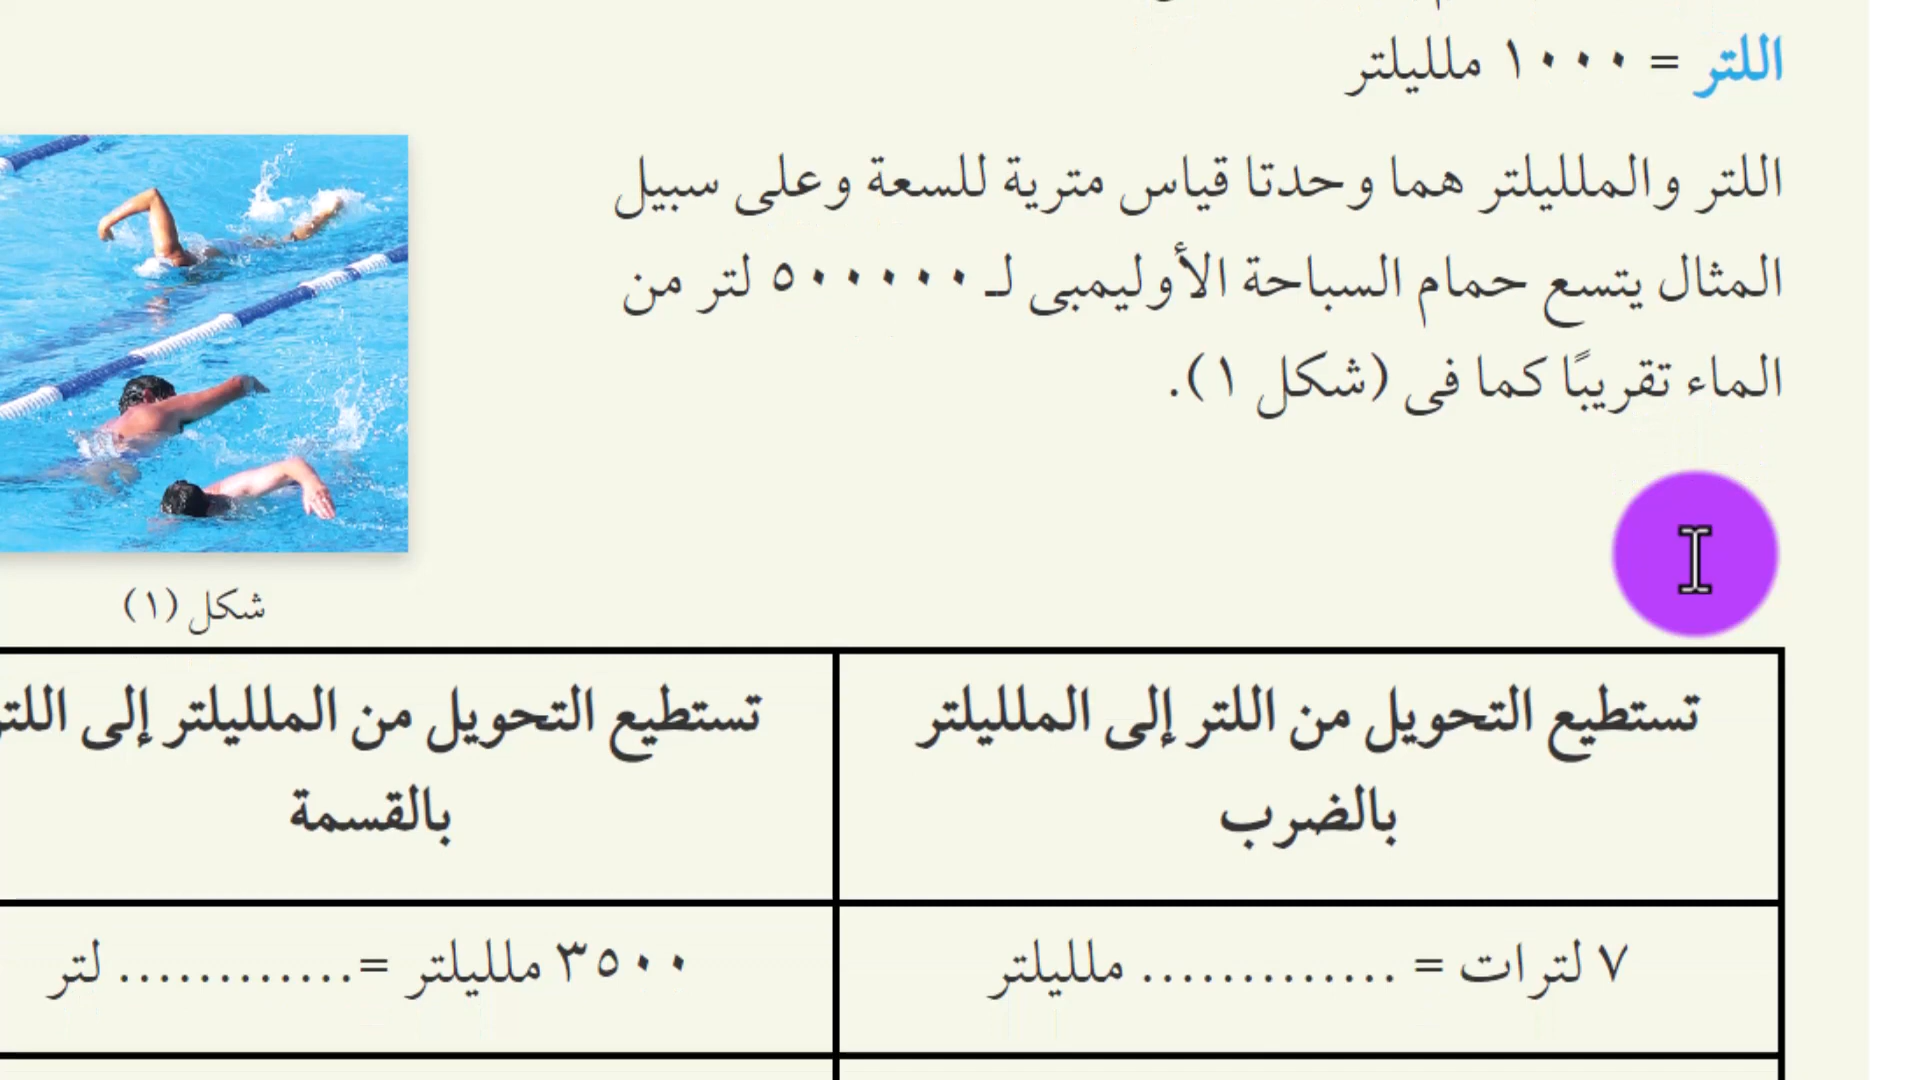 اللتر = ١٠٠٠ ملليلتر
اللتر والملليلتر هما وحدتا قياس مترية للسعة وعلى سبيل
المثال يتسع حمام السباحة الأوليمبى لـ ٥٠٠٠٠٠ لتر من
الماء تقريبًا كما فى (شكل ١).
شكل (١)
تستطيع التحويل من اللتر إلى الملليلتر
بالضرب
تستطيع التحويل من الملليلتر إلى اللتر
بالقسمة
٧ لترات = ............. ملليلتر
٣٥٠٠ ملليلتر =............ لتر